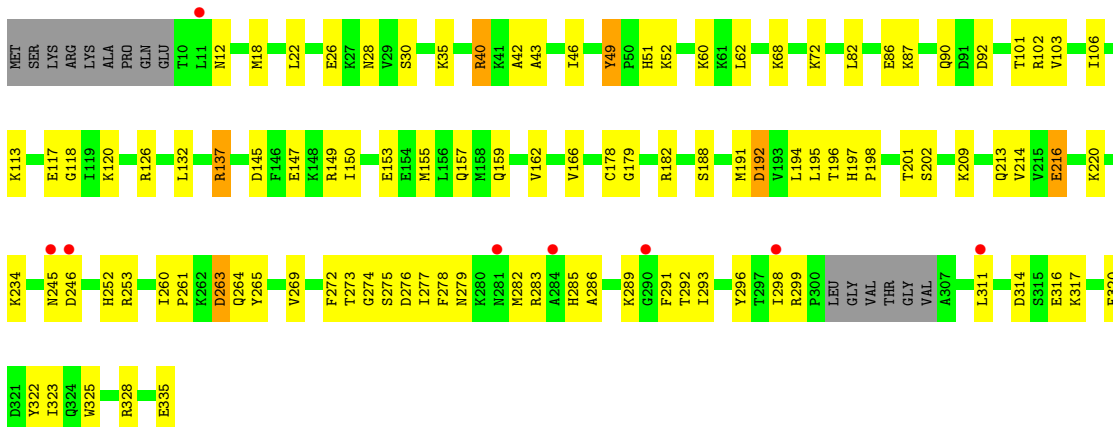 MET SER LYS ARG LYS ALA PRO GLN GLU T10 L11 N12 M18 L22 E26 K27 N28 V29 S30 K35 R40 K41 A42 A43 I46 Y49 P50 H51 K52 K60 K61 L62 K68 K72 L82 E86 K87 Q90 D91 D92 T101 R102 V103 I106
K113 E117 G118 I119 K120 R126 L132 R137 D145 F146 E147 K148 R149 I150 E153 E154 M155 L156 Q157 M158 Q159 V162 V166 C178 G179 R182 S188 M191 D192 V193 L194 L195 T196 H197 P198 T201 S202 K209 Q213 V214 V215 E216 K220
K234 N245 D246 H252 R253 I260 P261 K262 D263 Q264 Y265 V269 F272 T273 G274 S275 D276 I277 F278 N279 K280 N281 M282 R283 A284 H285 A286 K289 G290 F291 T292 I293 Y296 T297 I298 R299 P300 LEU GLY VAL THR GLY VAL A307 L311 D314 S315 E316 K317
D321 Y322 I323 Q324 W325 R328 E335